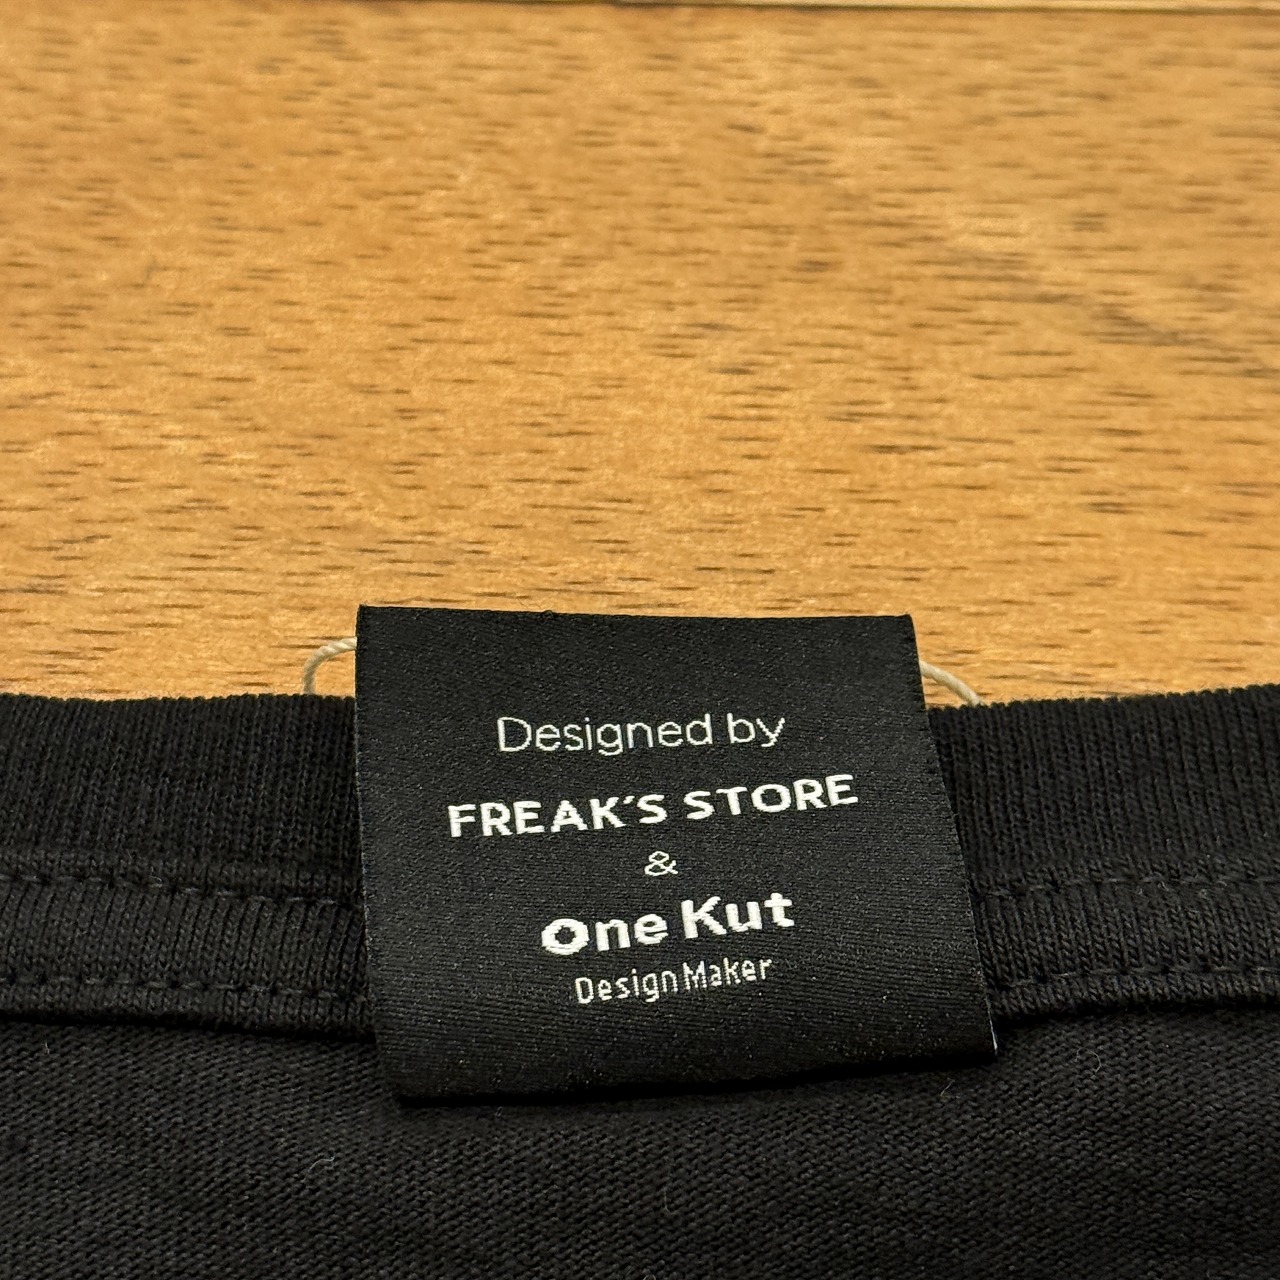 Designed by
FREAK'S STORE
&
One Kut
Design Maker